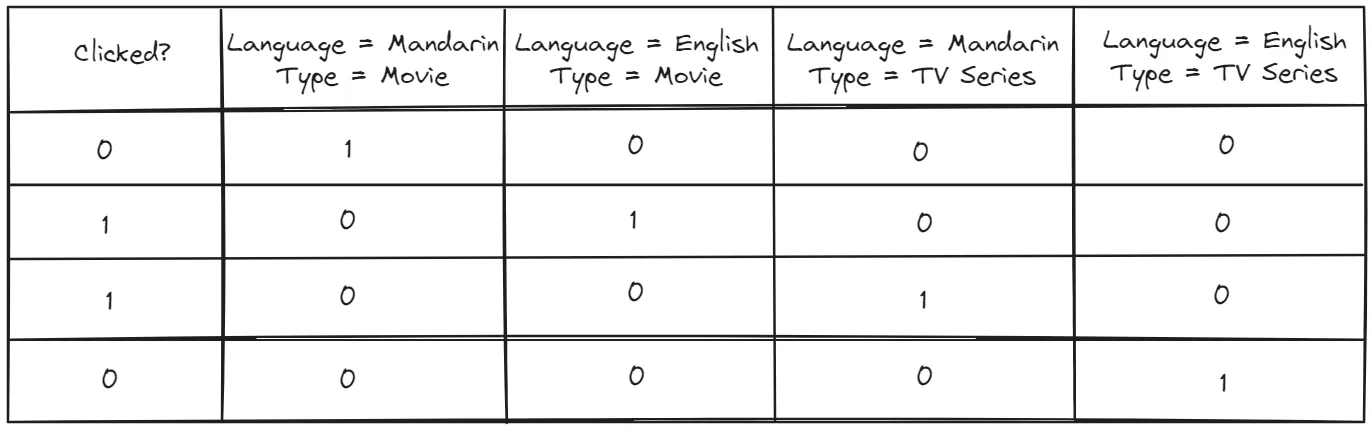 Clicked?
Language = Mandarin
Type = Movie
Language = English
Type = Movie
Language = Mandarin
Type = TV Series
Language = English
Type = TV Series
0 1 0 0 0
1 0 1 0 0
1 0 0 1 0
0 0 0 0 1